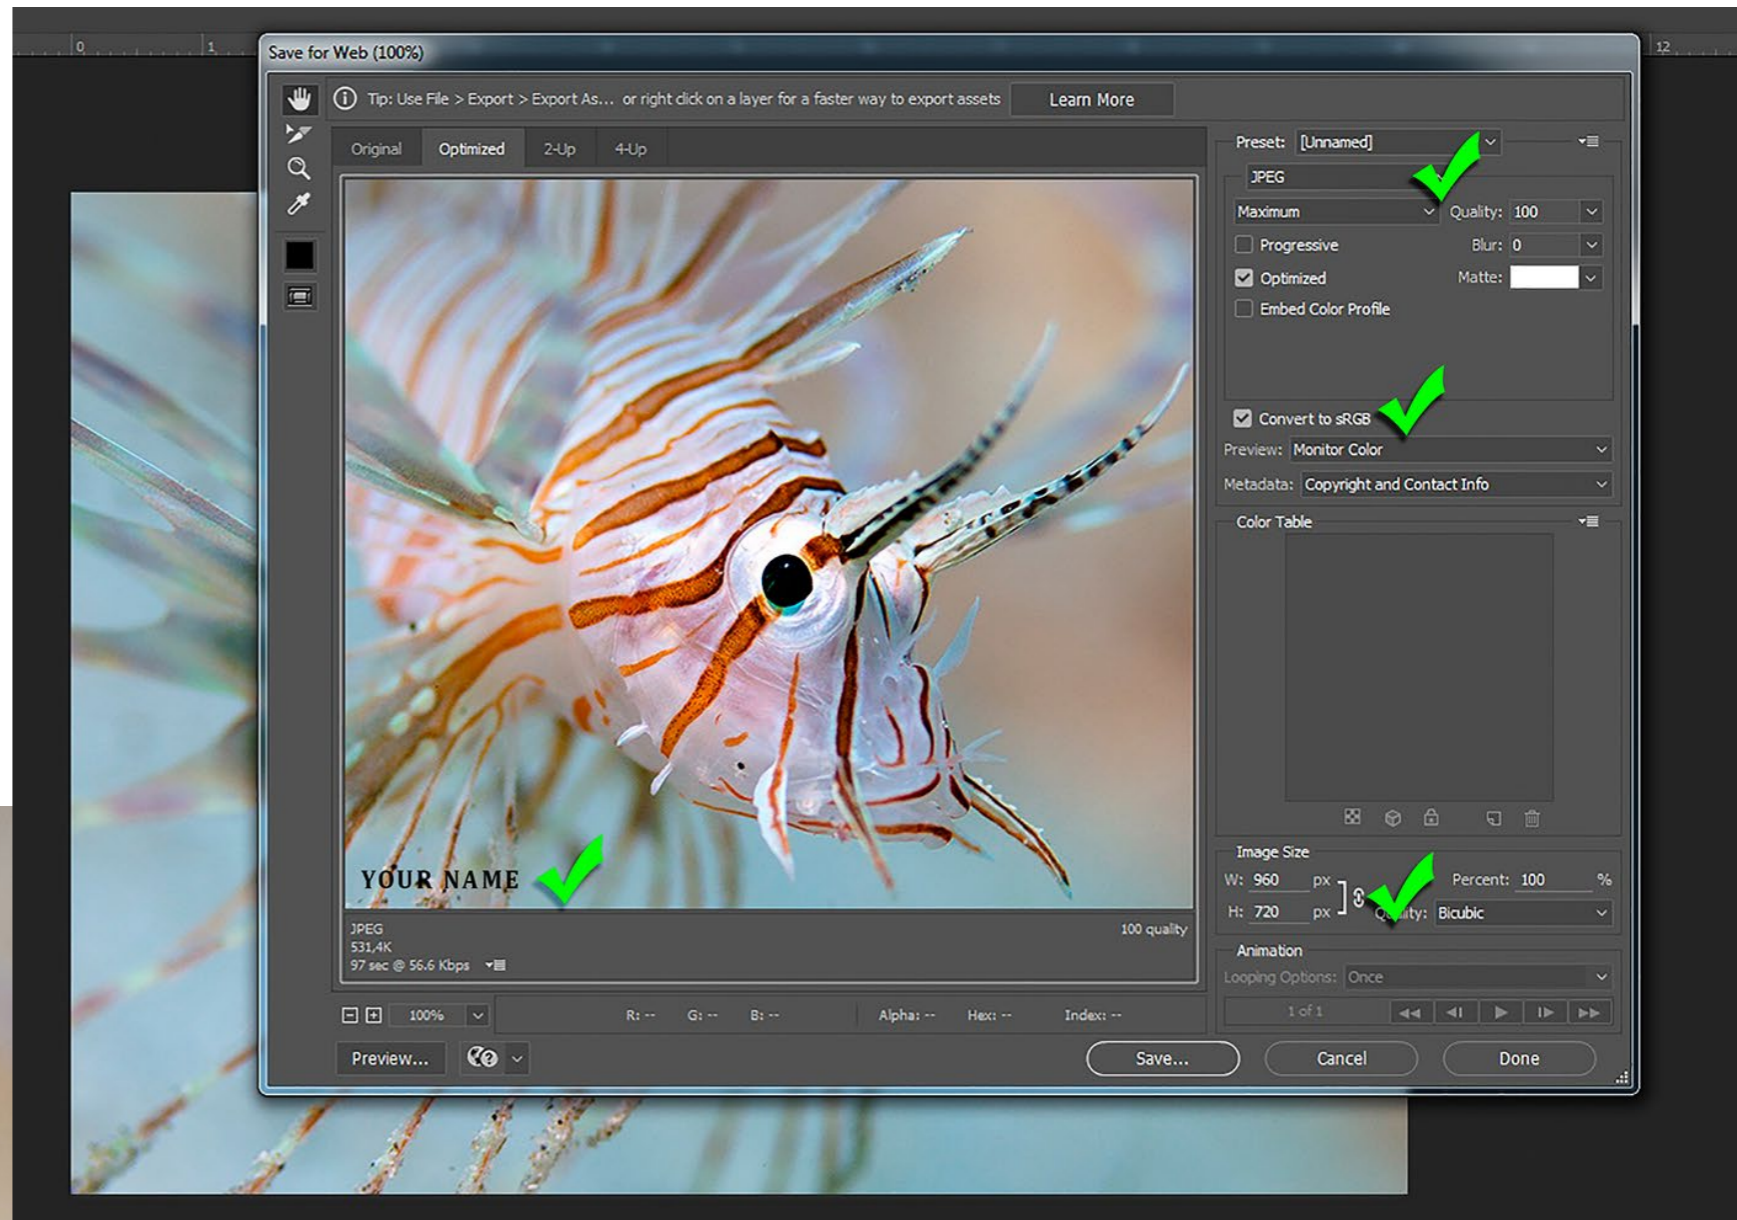 0 1 12
Save for Web (100%)
Tip: Use File > Export > Export As... or right click on a layer for a faster way to export assets Learn More
Original Optimized 2-Up 4-Up
Preset: [Unnamed]
JPEG
Maximum Quality: 100
Progressive Blur: 0
Optimized Matte:
Embed Color Profile
Convert to sRGB
Preview: Monitor Color
Metadata: Copyright and Contact Info
Color Table
YOUR NAME
JPEG 100 quality
531,4K
97 sec @ 56.6 Kbps
Image Size
W: 960 px Percent: 100 %
H: 720 px Quality: Bicubic
Animation
Looping Options: Once
1 of 1
100% R: -- G: -- B: -- Alpha: -- Hex: -- Index: --
Preview... Save... Cancel Done